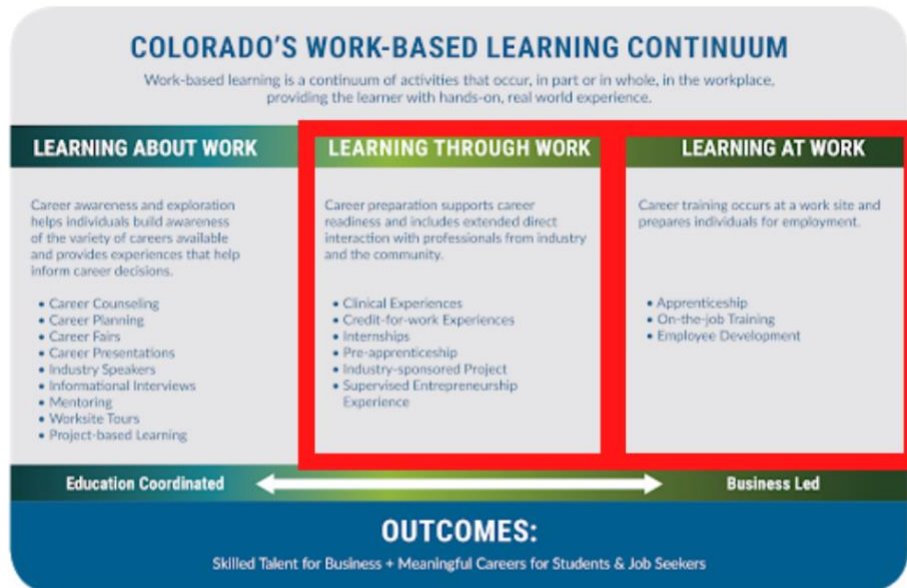 COLORADO'S WORK-BASED LEARNING CONTINUUM
Work-based learning is a continuum of activities that occur, in part or in whole, in the workplace,
providing the learner with hands-on, real world experience.
LEARNING ABOUT WORK
Career awareness and exploration
helps individuals build awareness
of the variety of careers available
and provides experiences that help
inform career decisions.
• Career Counseling
• Career Planning
• Career Fairs
• Career Presentations
• Industry Speakers
• Informational Interviews
• Mentoring
• Worksite Tours
• Project-based Learning
LEARNING THROUGH WORK
Career preparation supports career
readiness and includes extended direct
interaction with professionals from industry
and the community.
• Clinical Experiences
• Credit-for-work Experiences
• Internships
• Pre-apprenticeship
• Industry-sponsored Project
• Supervised Entrepreneurship
Experience
LEARNING AT WORK
Career training occurs at a work site and
prepares individuals for employment.
• Apprenticeship
• On-the-job Training
• Employee Development
Education Coordinated
Business Led
OUTCOMES:
Skilled Talent for Business + Meaningful Careers for Students & Job Seekers